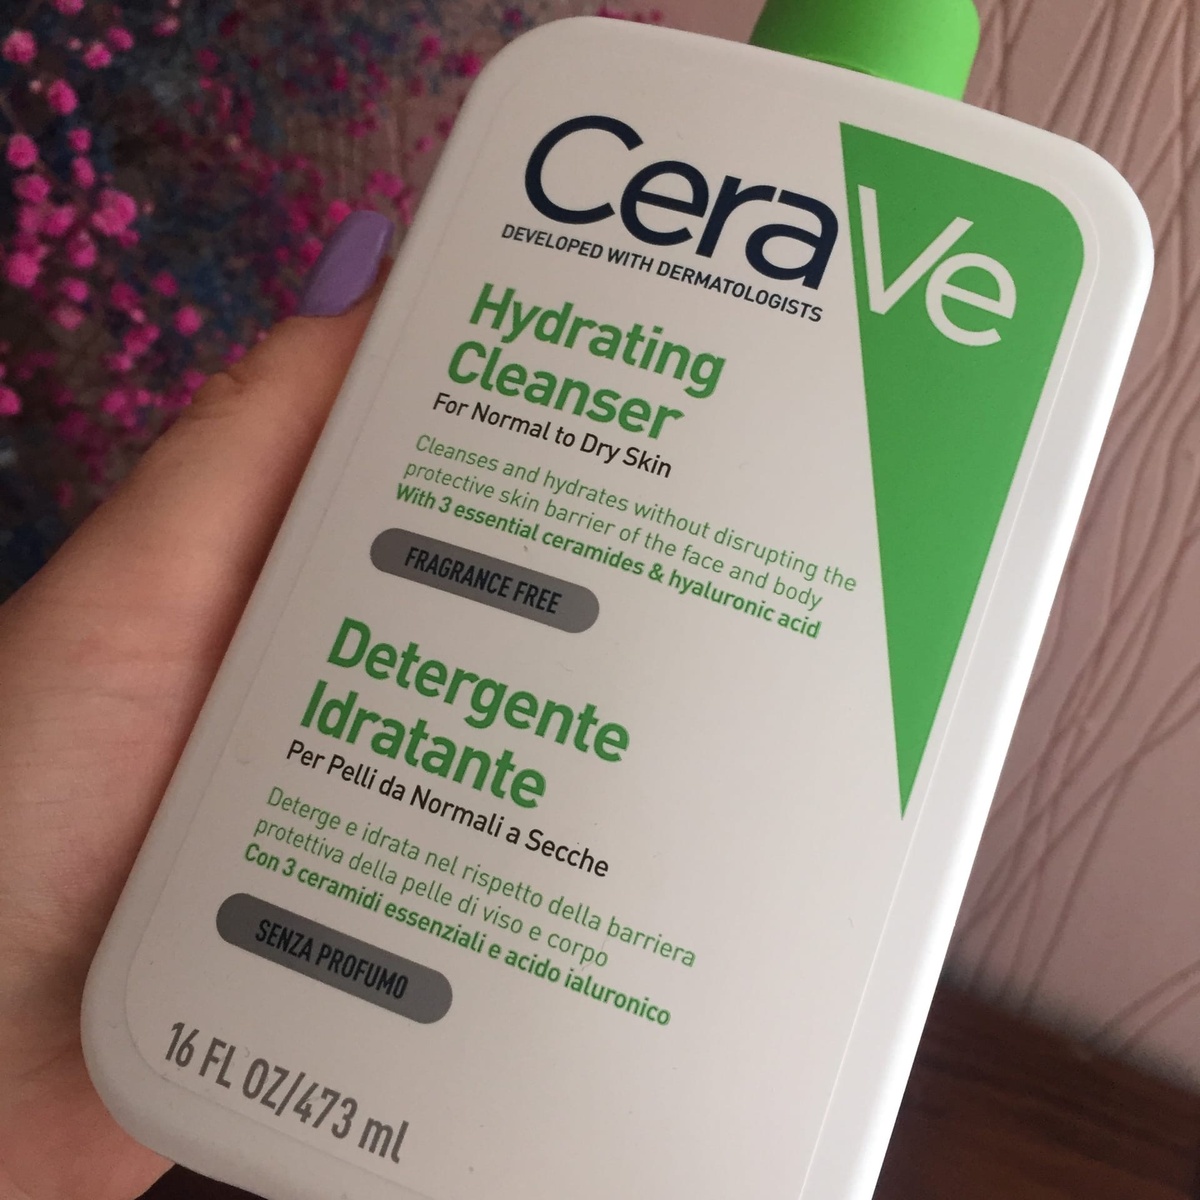 CeraVe
DEVELOPED WITH DERMATOLOGISTS
Hydrating
Cleanser
For Normal to Dry Skin
Cleanses and hydrates without disrupting the
protective skin barrier of the face and body
With 3 essential ceramides & hyaluronic acid
FRAGRANCE FREE
Detergente
Idratante
Per Pelli da Normali a Secche
Deterge e idrata nel rispetto della barriera
protettiva della pelle di viso e corpo
Con 3 ceramidi essenziali e acido ialuronico
SENZA PROFUMO
16 FL OZ/473 ml